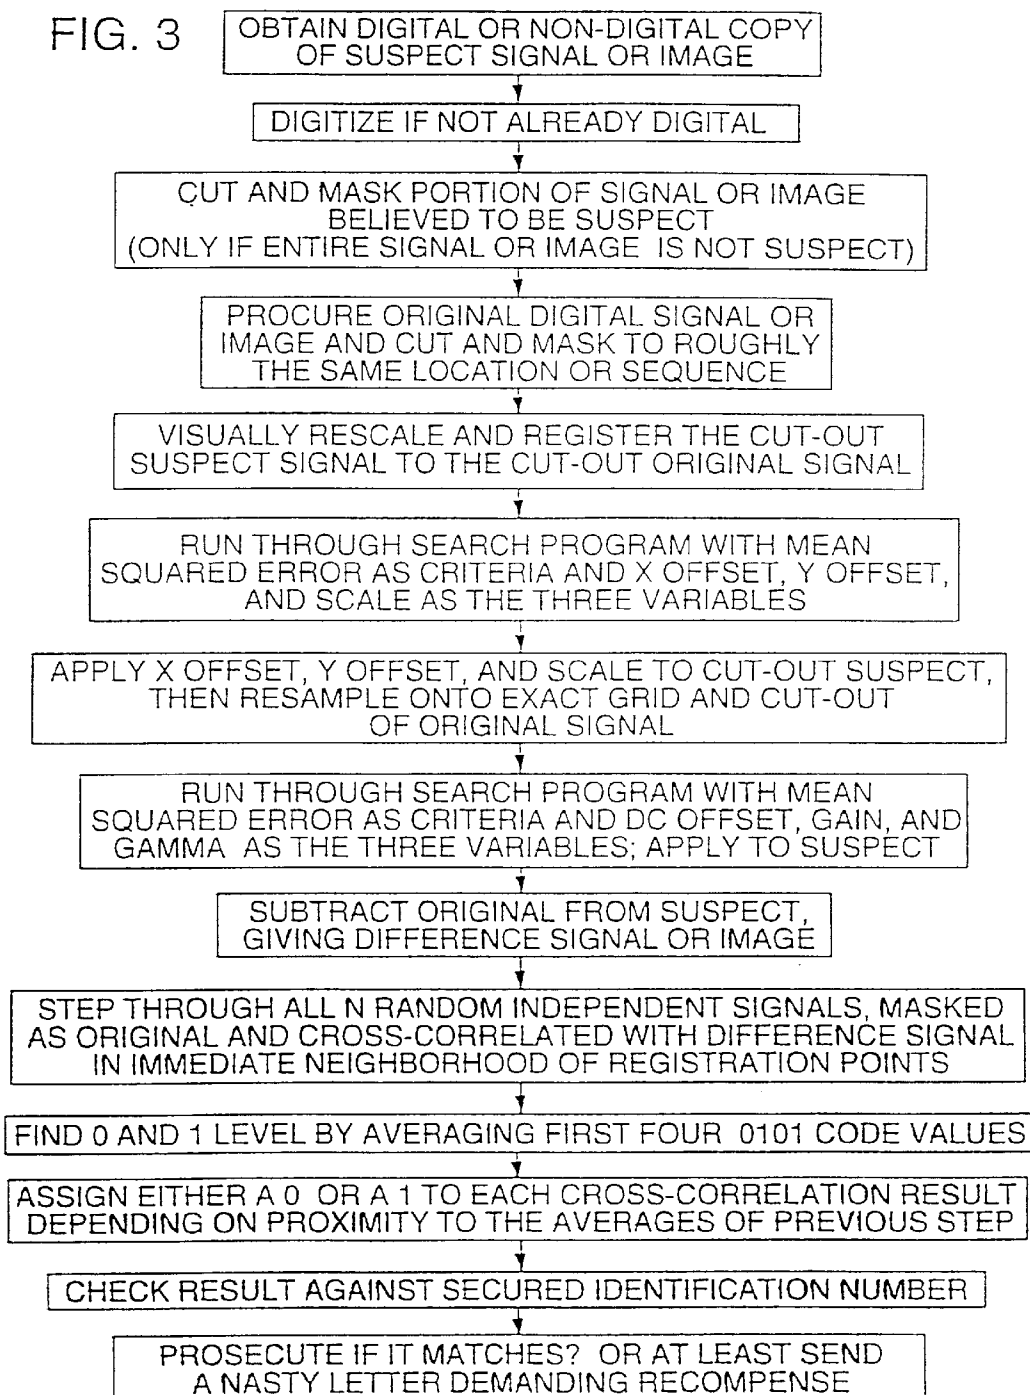 FIG. 3
OBTAIN DIGITAL OR NON-DIGITAL COPY
OF SUSPECT SIGNAL OR IMAGE
DIGITIZE IF NOT ALREADY DIGITAL
CUT AND MASK PORTION OF SIGNAL OR IMAGE
BELIEVED TO BE SUSPECT
(ONLY IF ENTIRE SIGNAL OR IMAGE IS NOT SUSPECT)
PROCURE ORIGINAL DIGITAL SIGNAL OR
IMAGE AND CUT AND MASK TO ROUGHLY
THE SAME LOCATION OR SEQUENCE
VISUALLY RESCALE AND REGISTER THE CUT-OUT
SUSPECT SIGNAL TO THE CUT-OUT ORIGINAL SIGNAL
RUN THROUGH SEARCH PROGRAM WITH MEAN
SQUARED ERROR AS CRITERIA AND X OFFSET, Y OFFSET,
AND SCALE AS THE THREE VARIABLES
APPLY X OFFSET, Y OFFSET, AND SCALE TO CUT-OUT SUSPECT,
THEN RESAMPLE ONTO EXACT GRID AND CUT-OUT
OF ORIGINAL SIGNAL
RUN THROUGH SEARCH PROGRAM WITH MEAN
SQUARED ERROR AS CRITERIA AND DC OFFSET, GAIN, AND
GAMMA AS THE THREE VARIABLES; APPLY TO SUSPECT
SUBTRACT ORIGINAL FROM SUSPECT,
GIVING DIFFERENCE SIGNAL OR IMAGE
STEP THROUGH ALL N RANDOM INDEPENDENT SIGNALS, MASKED
AS ORIGINAL AND CROSS-CORRELATED WITH DIFFERENCE SIGNAL
IN IMMEDIATE NEIGHBORHOOD OF REGISTRATION POINTS
FIND 0 AND 1 LEVEL BY AVERAGING FIRST FOUR 0101 CODE VALUES
ASSIGN EITHER A 0 OR A 1 TO EACH CROSS-CORRELATION RESULT
DEPENDING ON PROXIMITY TO THE AVERAGES OF PREVIOUS STEP
CHECK RESULT AGAINST SECURED IDENTIFICATION NUMBER
PROSECUTE IF IT MATCHES? OR AT LEAST SEND
A NASTY LETTER DEMANDING RECOMPENSE